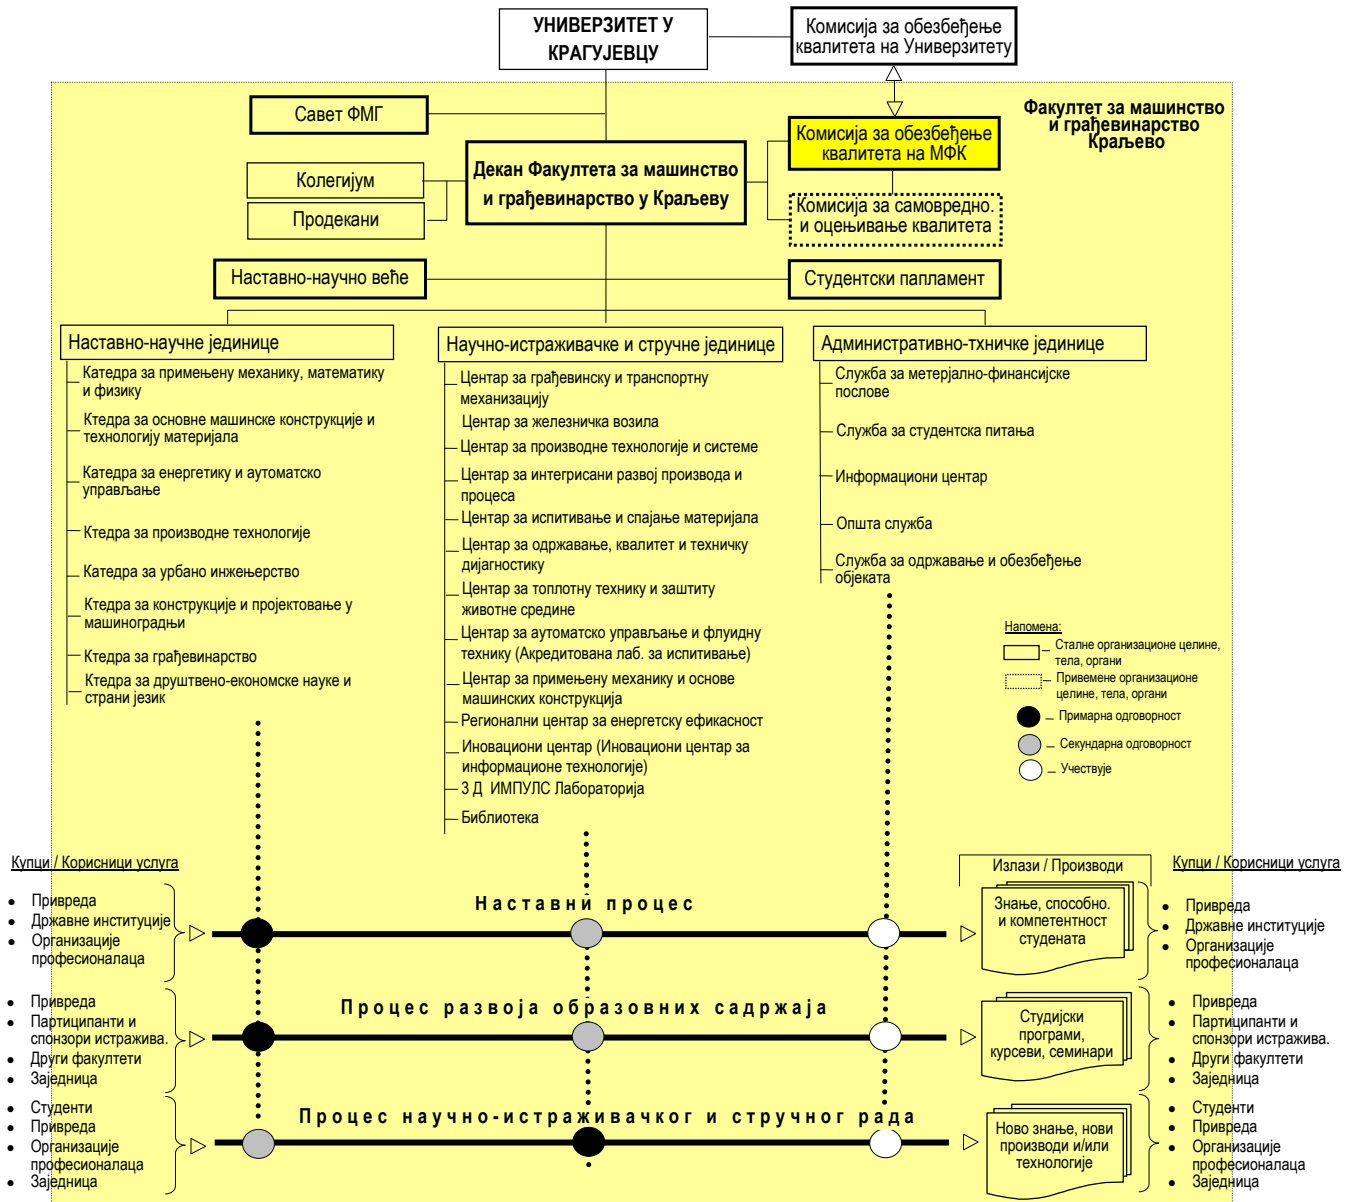 УНИВЕРЗИТЕТ У
КРАГУЈЕВЦУ
Комисија за обезбеђење
квалитета на Универзитету
Савет ФМГ
Факултет за машинство
и грађевинарство
Краљево
Комисија за обезбеђење
квалитета на МФК
Декан Факултета за машинство
и грађевинарство у Краљеву
Колегијум
Продекани
Комисија за самовредно.
и оцењивање квалитета
Наставно-научно веће
Студентски папламент
Наставно-научне јединице
Катедра за примењену механику, математику
и физику
Ктедра за основне машинске конструкције и
технологију материјала
Катедра за енергетику и аутоматско
управљање
Ктедра за производне технологије
Катедра за урбано инжењерство
Ктедра за конструкције и пројектовање у
машиноградњи
Ктедра за грађевинарство
Ктедра за друштвено-економске науке и
страни језик
Научно-истраживачке и стручне јединице
Центар за грађевинску и транспортну
механизацију
Центар за железничка возила
Центар за производне технологије и системе
Центар за интегрисани развој производа и
процеса
Центар за испитивање и спајање материјала
Центар за одржавање, квалитет и техничку
дијагностику
Центар за топлотну технику и заштиту
животне средине
Центар за аутоматско управљање и флуидну
технику (Акредитована лаб. за испитивање)
Центар за примењену механику и основе
машинских конструкција
Регионални центар за енергетску ефикасност
Иновациони центар (Иновациони центар за
информационе технологије)
3 Д ИМПУЛС Лабораторија
Библиотека
Административно-тхничке јединице
Служба за метерјално-финансијске
послове
Служба за студентска питања
Информациони центар
Општа служба
Служба за одржавање и обезбеђење
објеката
Напомена:
Сталне организационе целине,
тела, органи
Привемене организационе
целине, тела, органи
Примарна одговорност
Секундарна одговорност
Учествује
Купци / Корисници услуга
• Привреда
• Државне институције
• Организације
професионалаца
Наставни процес
Излази / Производи
Знање, способно.
и компетентност
студената
Купци / Корисници услуга
• Привреда
• Државне институције
• Организације
професионалаца
• Привреда
• Партиципанти и
спонзори истражива.
• Други факултети
• Заједница
Процес развоја образовних садржаја
Студијски
програми,
курсеви, семинари
• Привреда
• Партиципанти и
спонзори истражива.
• Други факултети
• Заједница
• Студенти
• Привреда
• Организације
професионалаца
• Заједница
Процес научно-истраживачког и стручног рада
Ново знање, нови
производи и/или
технологије
• Студенти
• Привреда
• Организације
професионалаца
• Заједница